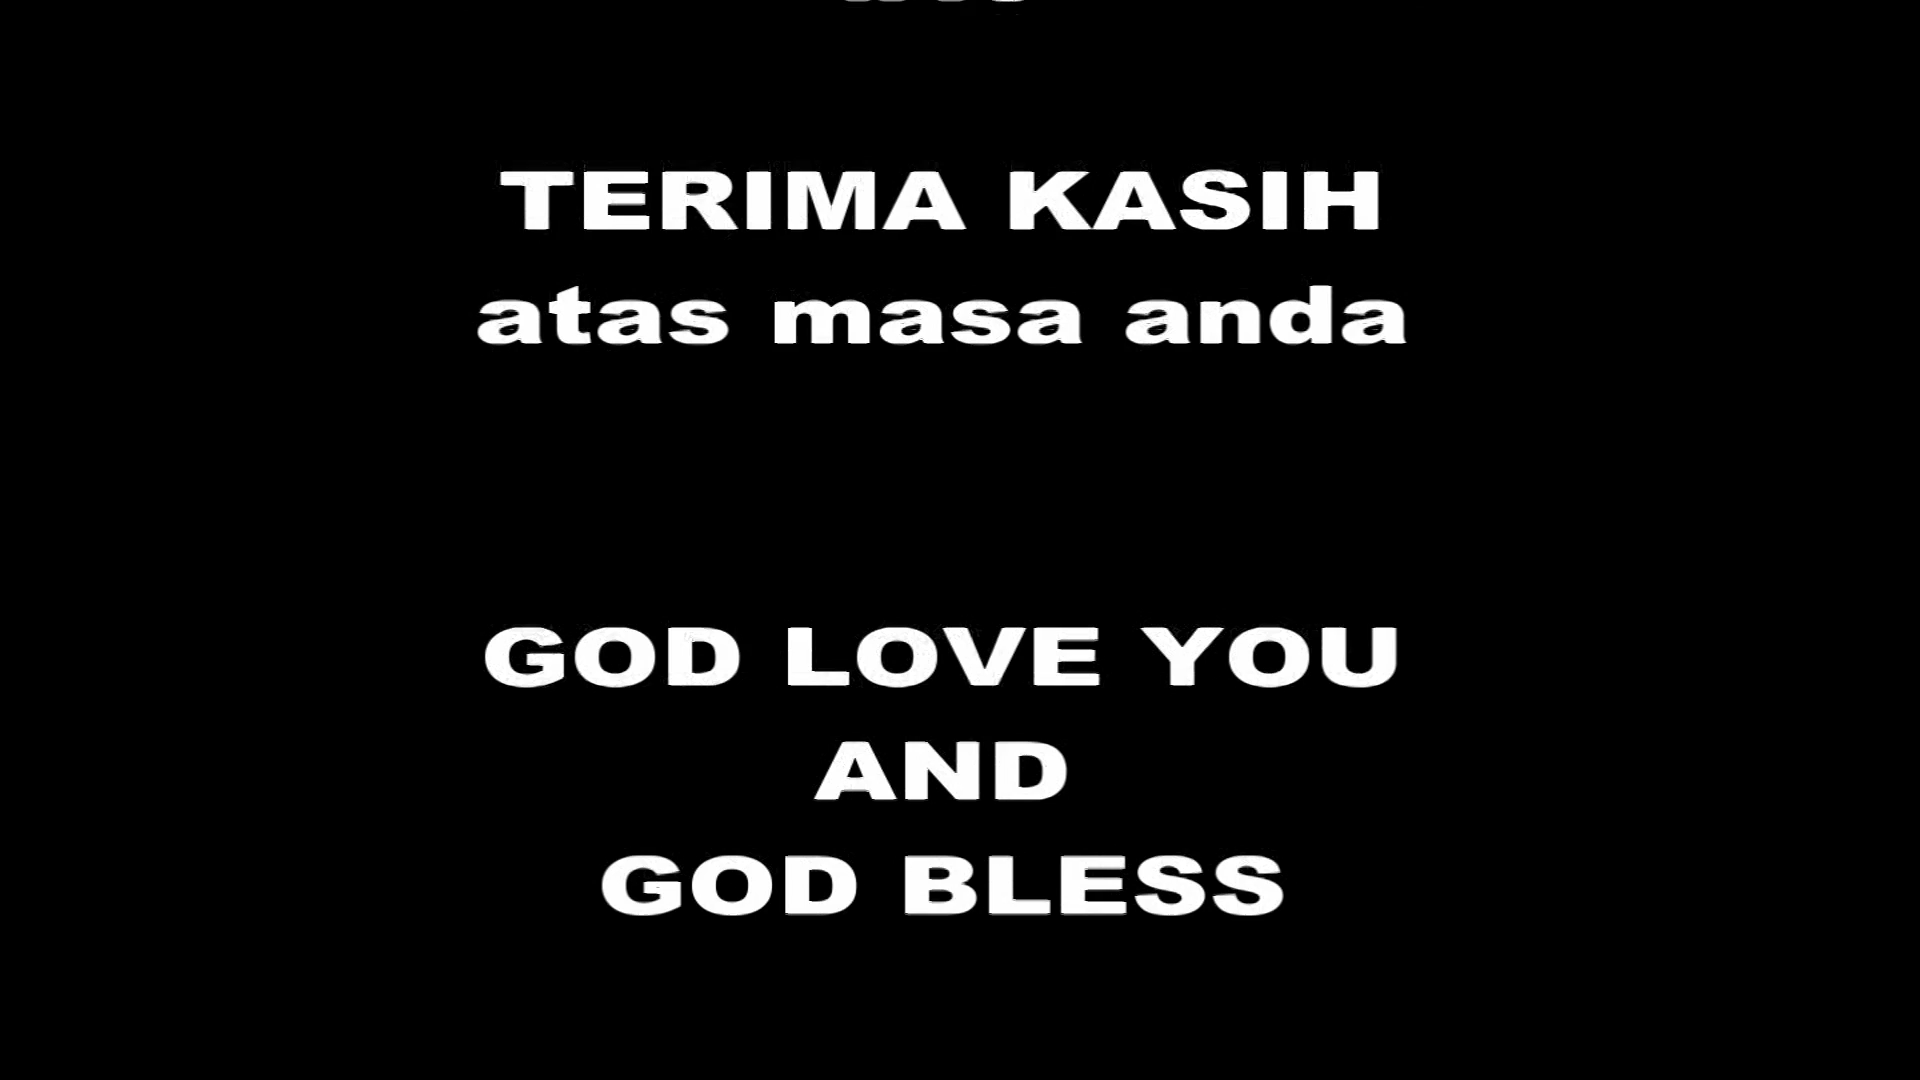 TERIMA KASIH
atas masa anda
GOD LOVE YOU
AND
GOD BLESS